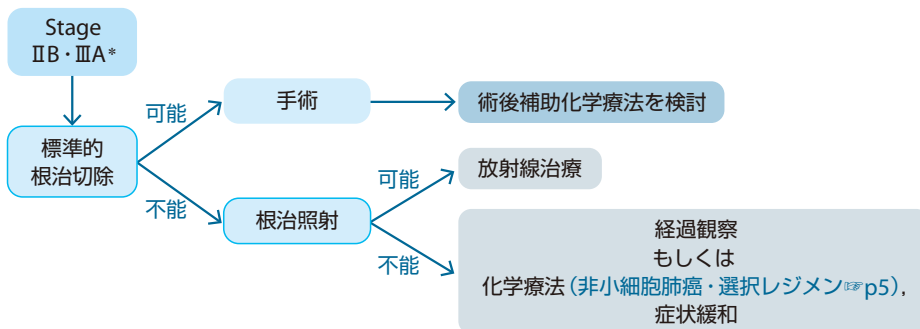 Stage
ⅡB・ⅢA*
可能
手術
術後補助化学療法を検討
標準的
根治切除
不能
根治照射
可能
放射線治療
不能
経過観察
もしくは
化学療法(非小細胞肺癌・選択レジメン☞p5),
症状緩和